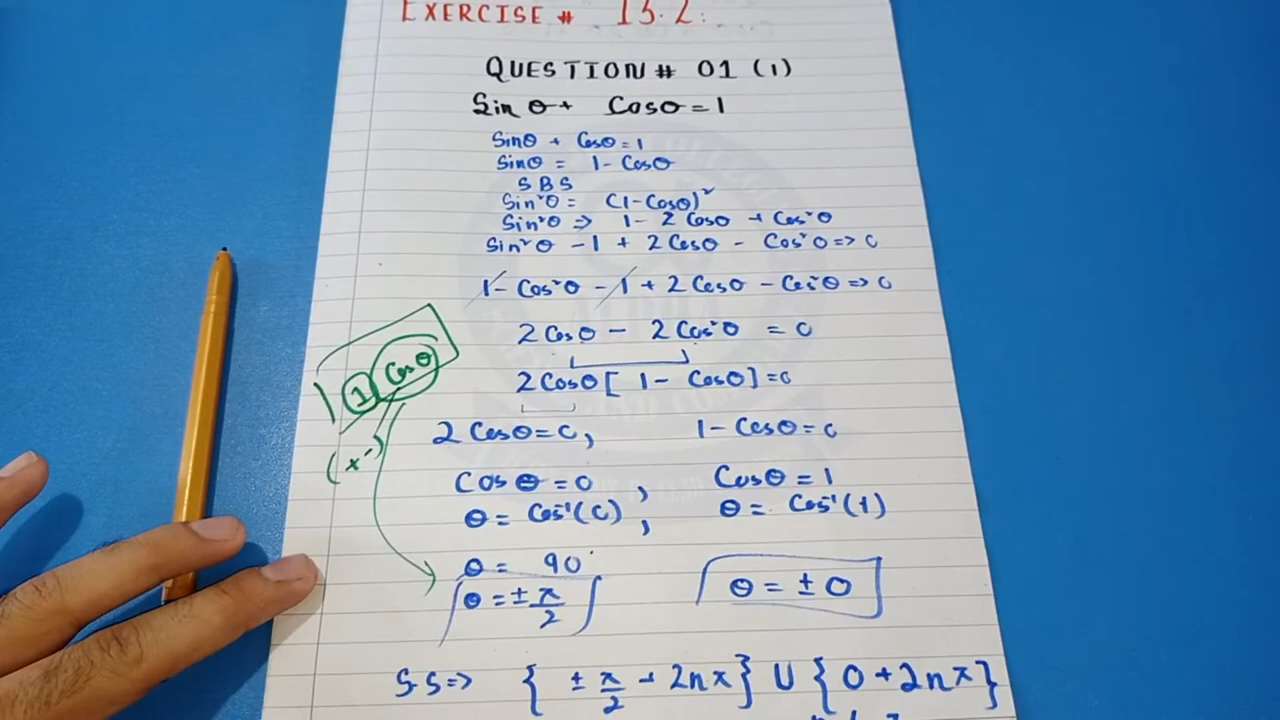 EXERCISE # 13.2:
QUESTION # 01 (1)
Sin θ + Cosθ = 1
Sinθ + Cosθ = 1
Sinθ = 1 - Cosθ
SBS
Sin²θ = (1-Cosθ)²
Sin²θ => 1 - 2 Cosθ + Cos²θ
Sin²θ - 1 + 2 Cosθ - Cos²θ => 0
1 - Cos²θ - 1 + 2 Cosθ - Cos²θ => 0
2 Cosθ - 2 Cos²θ = 0
2 Cosθ [ 1 - Cosθ ] = 0
1 Cosθ
2 Cosθ = 0, 1 - Cosθ = 0
(x⁻)
Cos θ = 0 , Cosθ = 1
θ = Cos⁻¹(0), θ = Cos⁻¹(1)
θ = 90°
θ = ± π/2 θ = ± 0
S.S => { ± π/2 + 2nπ } U { 0 + 2nπ }